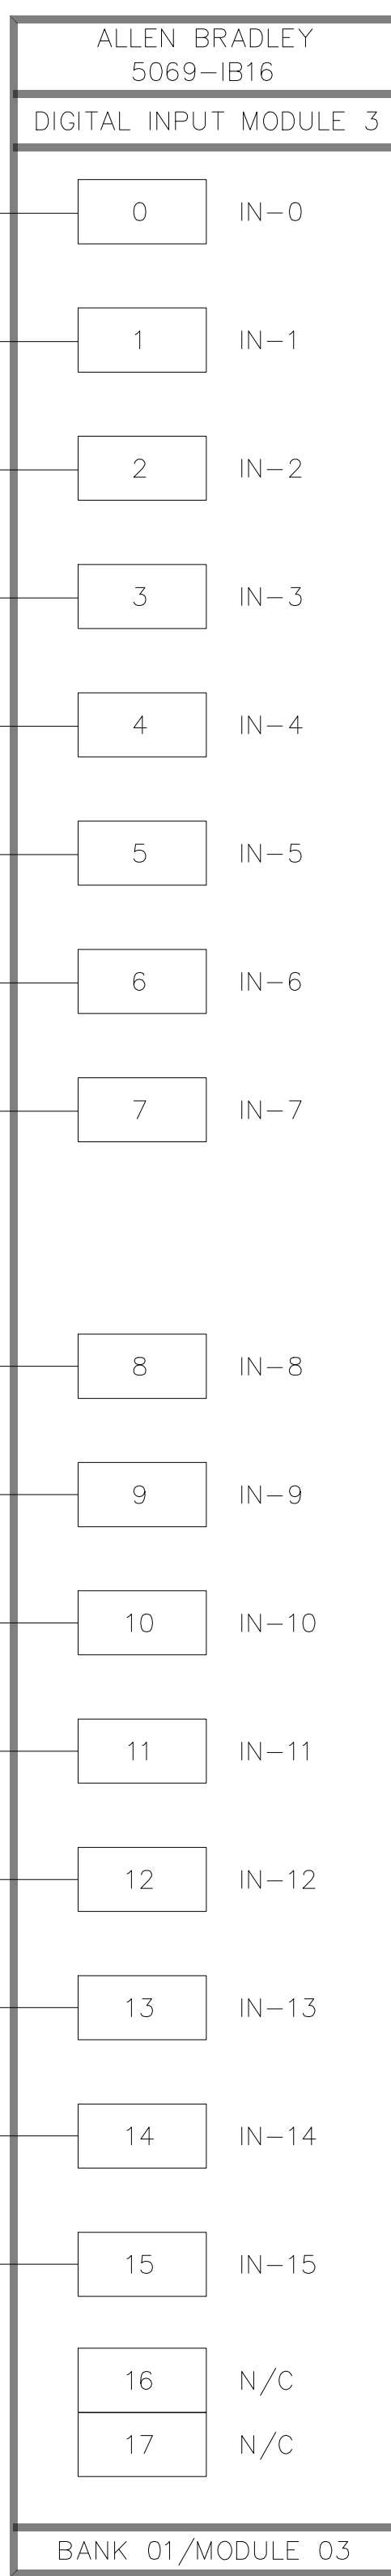 ALLEN BRADLEY
5069-IB16
DIGITAL INPUT MODULE 3
0 IN-0
1 IN-1
2 IN-2
3 IN-3
4 IN-4
5 IN-5
6 IN-6
7 IN-7
8 IN-8
9 IN-9
10 IN-10
11 IN-11
12 IN-12
13 IN-13
14 IN-14
15 IN-15
16 N/C
17 N/C
BANK 01/MODULE 03